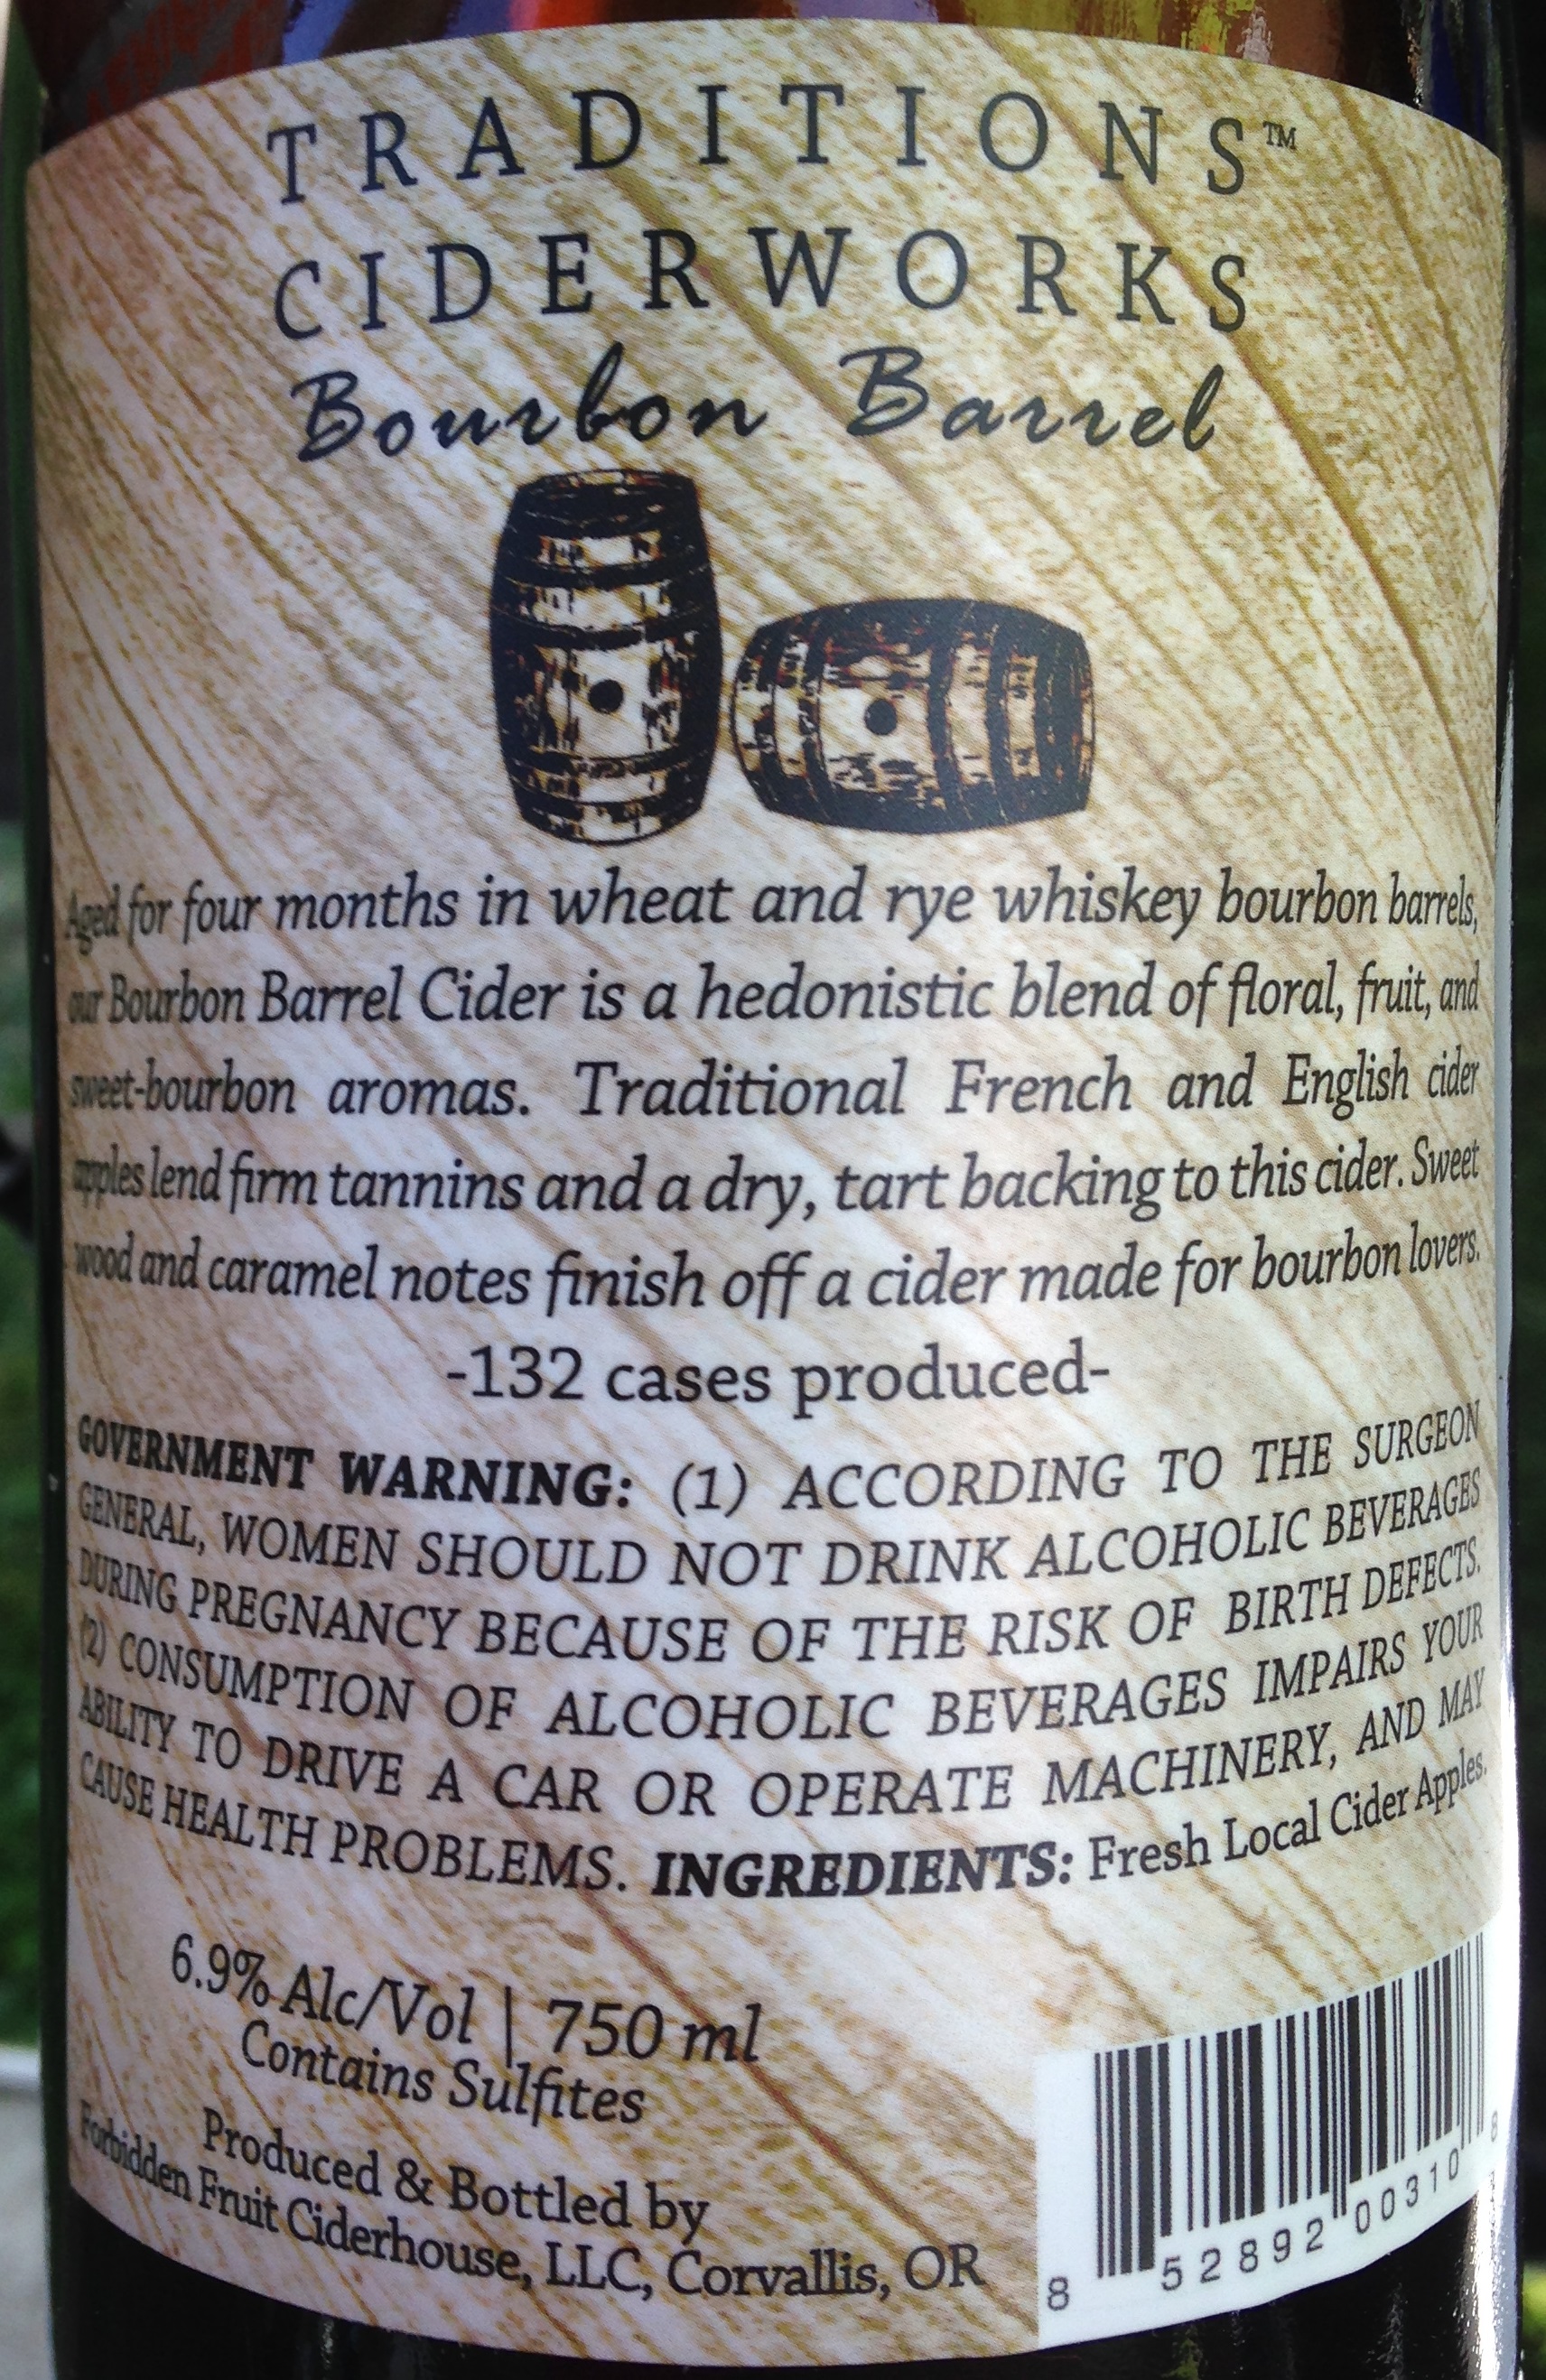 TRADITIONS™
CIDERWORKS
Bourbon Barrel
Aged for four months in wheat and rye whiskey bourbon barrels,
our Bourbon Barrel Cider is a hedonistic blend of floral, fruit, and
sweet-bourbon aromas. Traditional French and English cider
apples lend firm tannins and a dry, tart backing to this cider. Sweet
wood and caramel notes finish off a cider made for bourbon lovers.
-132 cases produced-
GOVERNMENT WARNING: (1) ACCORDING TO THE SURGEON
GENERAL, WOMEN SHOULD NOT DRINK ALCOHOLIC BEVERAGES
DURING PREGNANCY BECAUSE OF THE RISK OF BIRTH DEFECTS.
(2) CONSUMPTION OF ALCOHOLIC BEVERAGES IMPAIRS YOUR
ABILITY TO DRIVE A CAR OR OPERATE MACHINERY, AND MAY
CAUSE HEALTH PROBLEMS. INGREDIENTS: Fresh Local Cider Apples.
6.9% Alc/Vol | 750 ml
Contains Sulfites
Produced & Bottled by
Forbidden Fruit Ciderhouse, LLC, Corvallis, OR
8 52892 00310 8